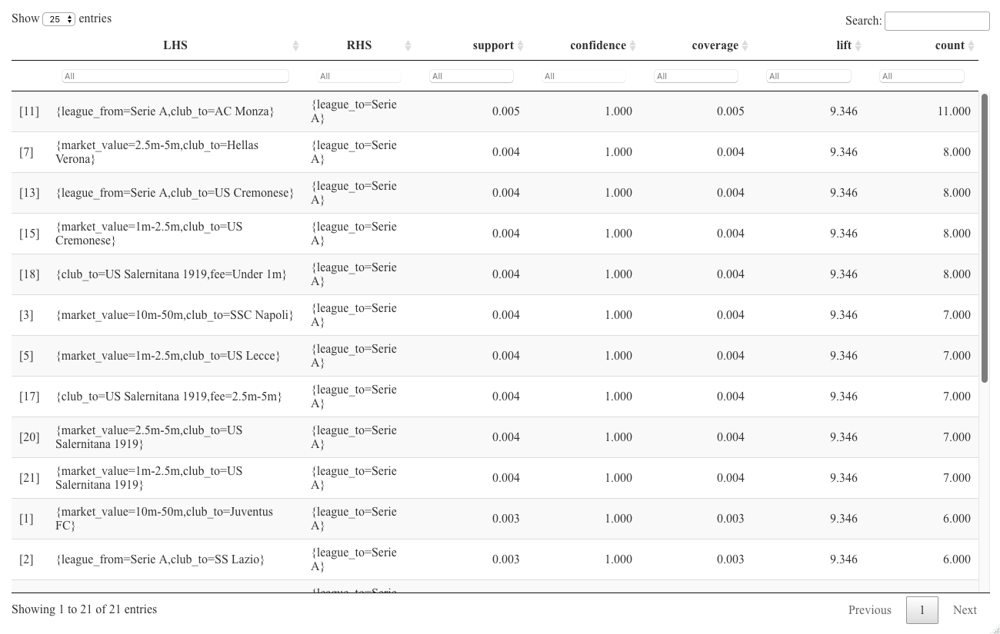 Show 25 entries
Search:
LHS RHS support confidence coverage lift count
All All All All All All All
[11] {league_from=Serie A,club_to=AC Monza} {league_to=Serie A} 0.005 1.000 0.005 9.346 11.000
[7] {market_value=2.5m-5m,club_to=Hellas Verona} {league_to=Serie A} 0.004 1.000 0.004 9.346 8.000
[13] {league_from=Serie A,club_to=US Cremonese} {league_to=Serie A} 0.004 1.000 0.004 9.346 8.000
[15] {market_value=1m-2.5m,club_to=US Cremonese} {league_to=Serie A} 0.004 1.000 0.004 9.346 8.000
[18] {club_to=US Salernitana 1919,fee=Under 1m} {league_to=Serie A} 0.004 1.000 0.004 9.346 8.000
[3] {market_value=10m-50m,club_to=SSC Napoli} {league_to=Serie A} 0.004 1.000 0.004 9.346 7.000
[5] {market_value=1m-2.5m,club_to=US Lecce} {league_to=Serie A} 0.004 1.000 0.004 9.346 7.000
[17] {club_to=US Salernitana 1919,fee=2.5m-5m} {league_to=Serie A} 0.004 1.000 0.004 9.346 7.000
[20] {market_value=2.5m-5m,club_to=US Salernitana 1919} {league_to=Serie A} 0.004 1.000 0.004 9.346 7.000
[21] {market_value=1m-2.5m,club_to=US Salernitana 1919} {league_to=Serie A} 0.004 1.000 0.004 9.346 7.000
[1] {market_value=10m-50m,club_to=Juventus FC} {league_to=Serie A} 0.003 1.000 0.003 9.346 6.000
[2] {league_from=Serie A,club_to=SS Lazio} {league_to=Serie A} 0.003 1.000 0.003 9.346 6.000
Showing 1 to 21 of 21 entries
Previous 1 Next